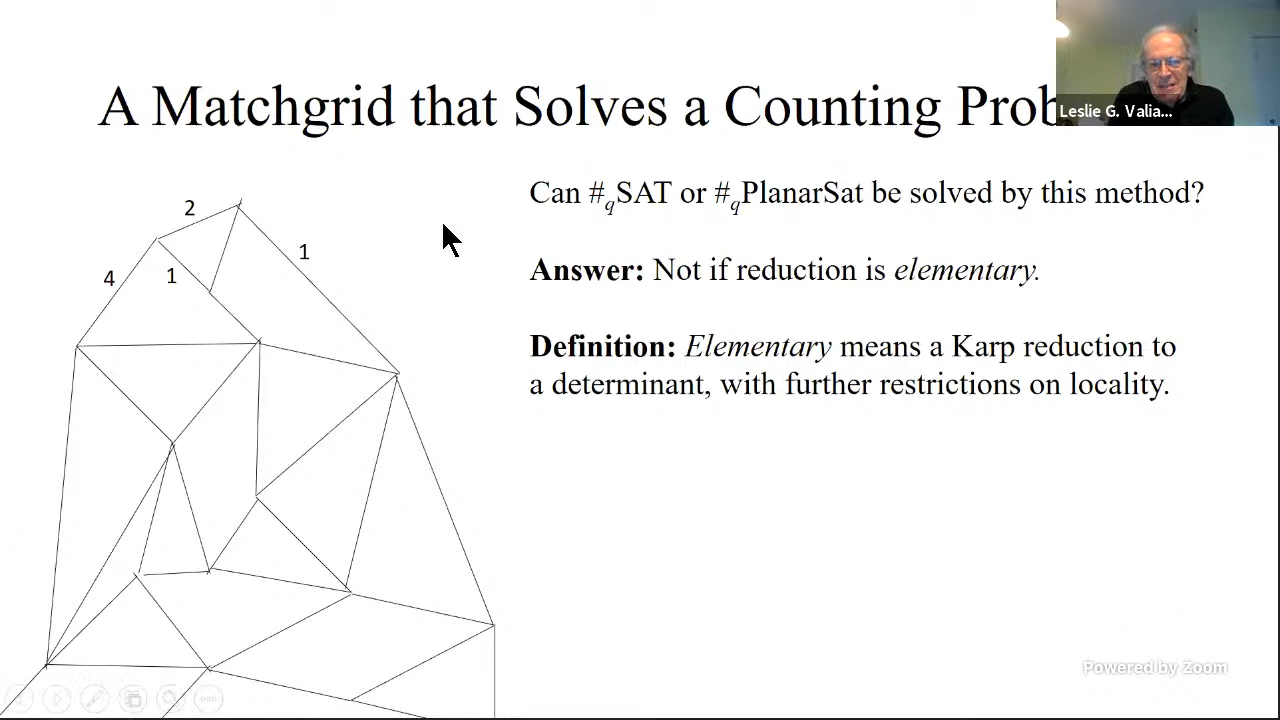 A Matchgrid that Solves a Counting Prob
Leslie G. Valia...
Can #qSAT or #qPlanarSat be solved by this method?
2
1
4
1
Answer: Not if reduction is elementary.
Definition: Elementary means a Karp reduction to
a determinant, with further restrictions on locality.
Powered by Zoom